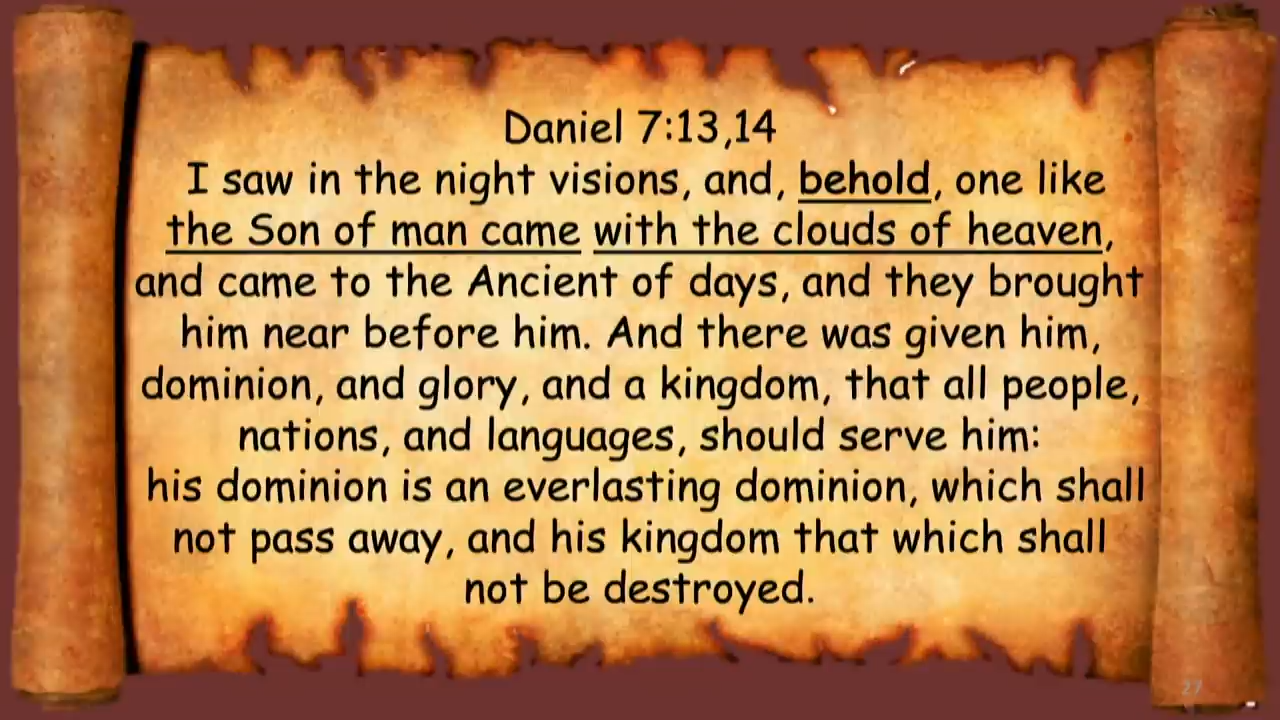 Daniel 7:13,14
I saw in the night visions, and, behold, one like
the Son of man came with the clouds of heaven,
and came to the Ancient of days, and they brought
him near before him. And there was given him,
dominion, and glory, and a kingdom, that all people,
nations, and languages, should serve him:
his dominion is an everlasting dominion, which shall
not pass away, and his kingdom that which shall
not be destroyed.
27